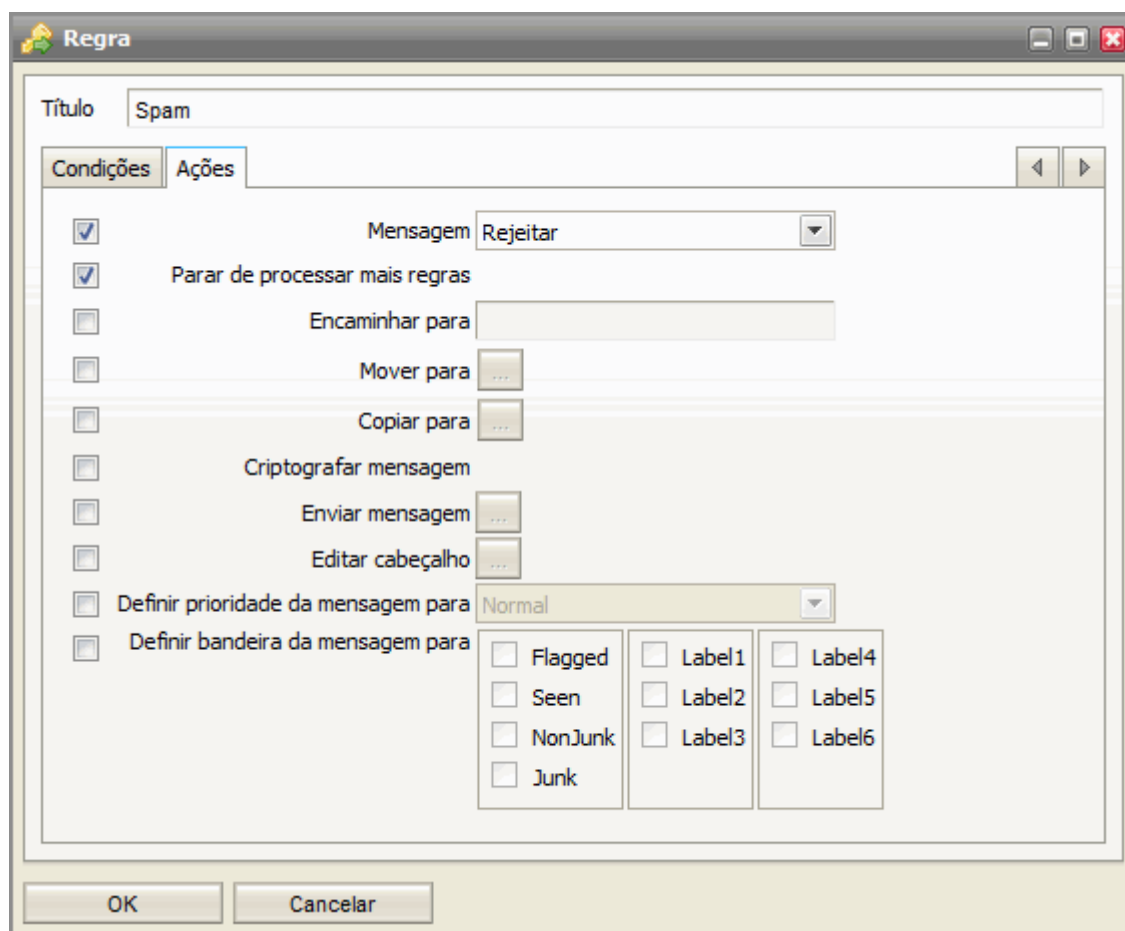 Regra
Título Spam
Condições Ações
Mensagem Rejeitar
Parar de processar mais regras
Encaminhar para
Mover para ...
Copiar para ...
Criptografar mensagem
Enviar mensagem ...
Editar cabeçalho ...
Definir prioridade da mensagem para Normal
Definir bandeira da mensagem para
Flagged Label1 Label4
Seen Label2 Label5
NonJunk Label3 Label6
Junk
OK Cancelar